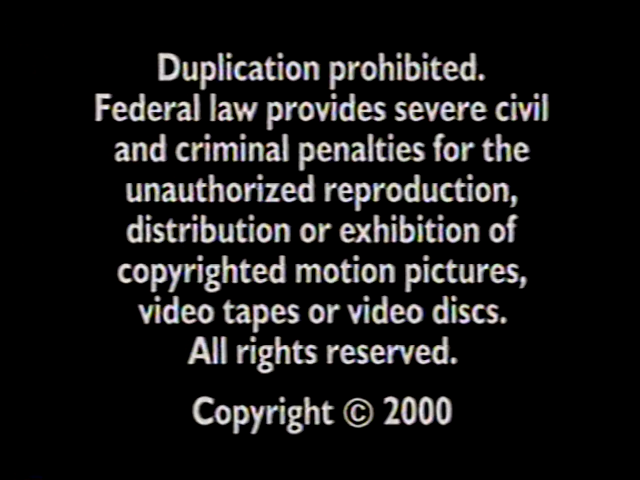 Duplication prohibited.
Federal law provides severe civil
and criminal penalties for the
unauthorized reproduction,
distribution or exhibition of
copyrighted motion pictures,
video tapes or video discs.
All rights reserved.
Copyright © 2000